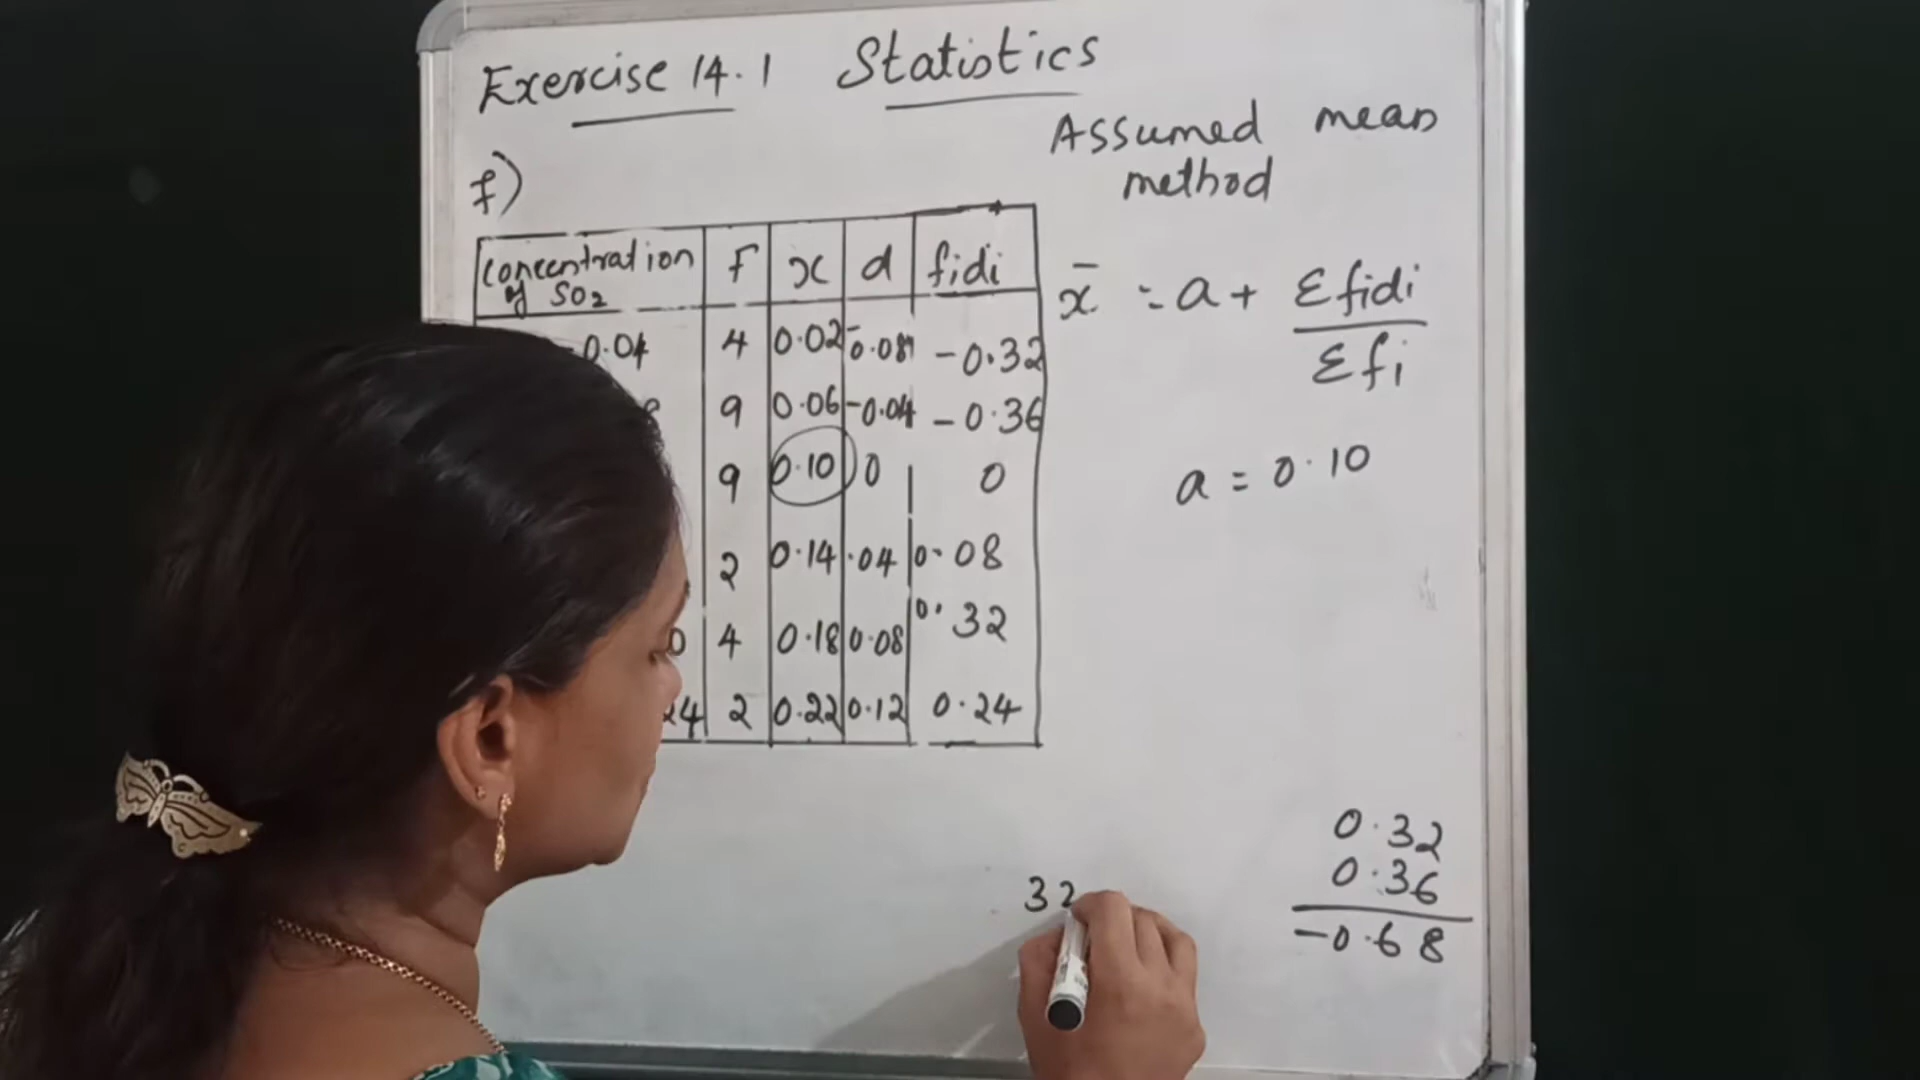 Exercise 14.1 Statistics
Assumed mean
method
f)
concentration of SO₂ F x d fidi
0.04 4 0.02 -0.08 -0.32
9 0.06 -0.04 -0.36
9 0.10 0 0
2 0.14 .04 0.08
0 4 0.18 0.08 0.32
24 2 0.22 0.12 0.24
x̄ = a + Σfidi
Σfi
a = 0.10
0.32
0.36
-0.68
32